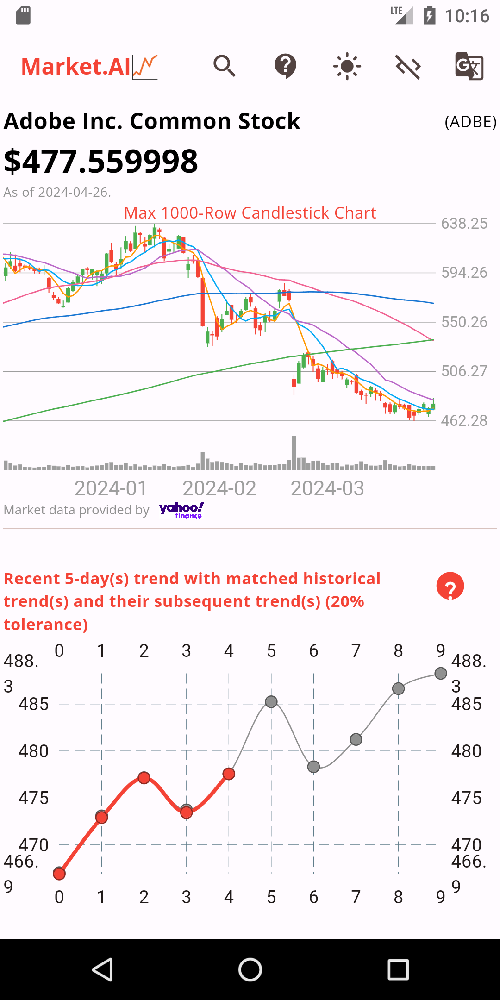 LTE 10:16
Market.AI
Adobe Inc. Common Stock (ADBE)
$477.559998
As of 2024-04-26.
Max 1000-Row Candlestick Chart
638.25
594.26
550.26
506.27
462.28
2024-01 2024-02 2024-03
Market data provided by yahoo! finance
Recent 5-day(s) trend with matched historical
trend(s) and their subsequent trend(s) (20%
tolerance)
?
0 1 2 3 4 5 6 7 8 9
488. 488.
3 3
485 485
480 480
475 475
470 470
466. 466.
9 9
0 1 2 3 4 5 6 7 8 9